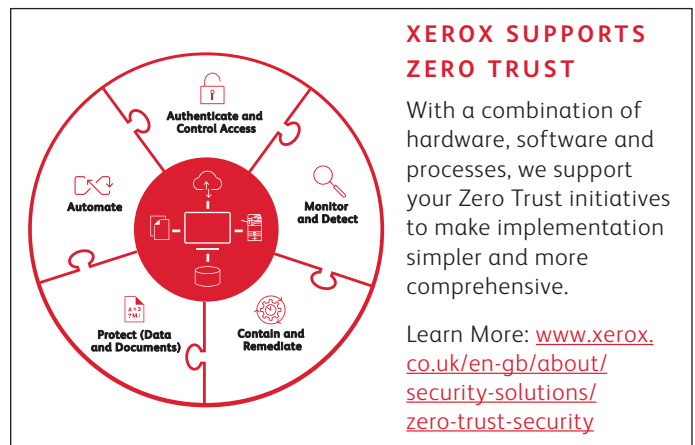 Authenticate and
Control Access
Monitor
and Detect
Contain and
Remediate
Protect (Data
and Documents)
Automate
XEROX SUPPORTS
ZERO TRUST
With a combination of
hardware, software and
processes, we support
your Zero Trust initiatives
to make implementation
simpler and more
comprehensive.
Learn More: www.xerox.
co.uk/en-gb/about/
security-solutions/
zero-trust-security